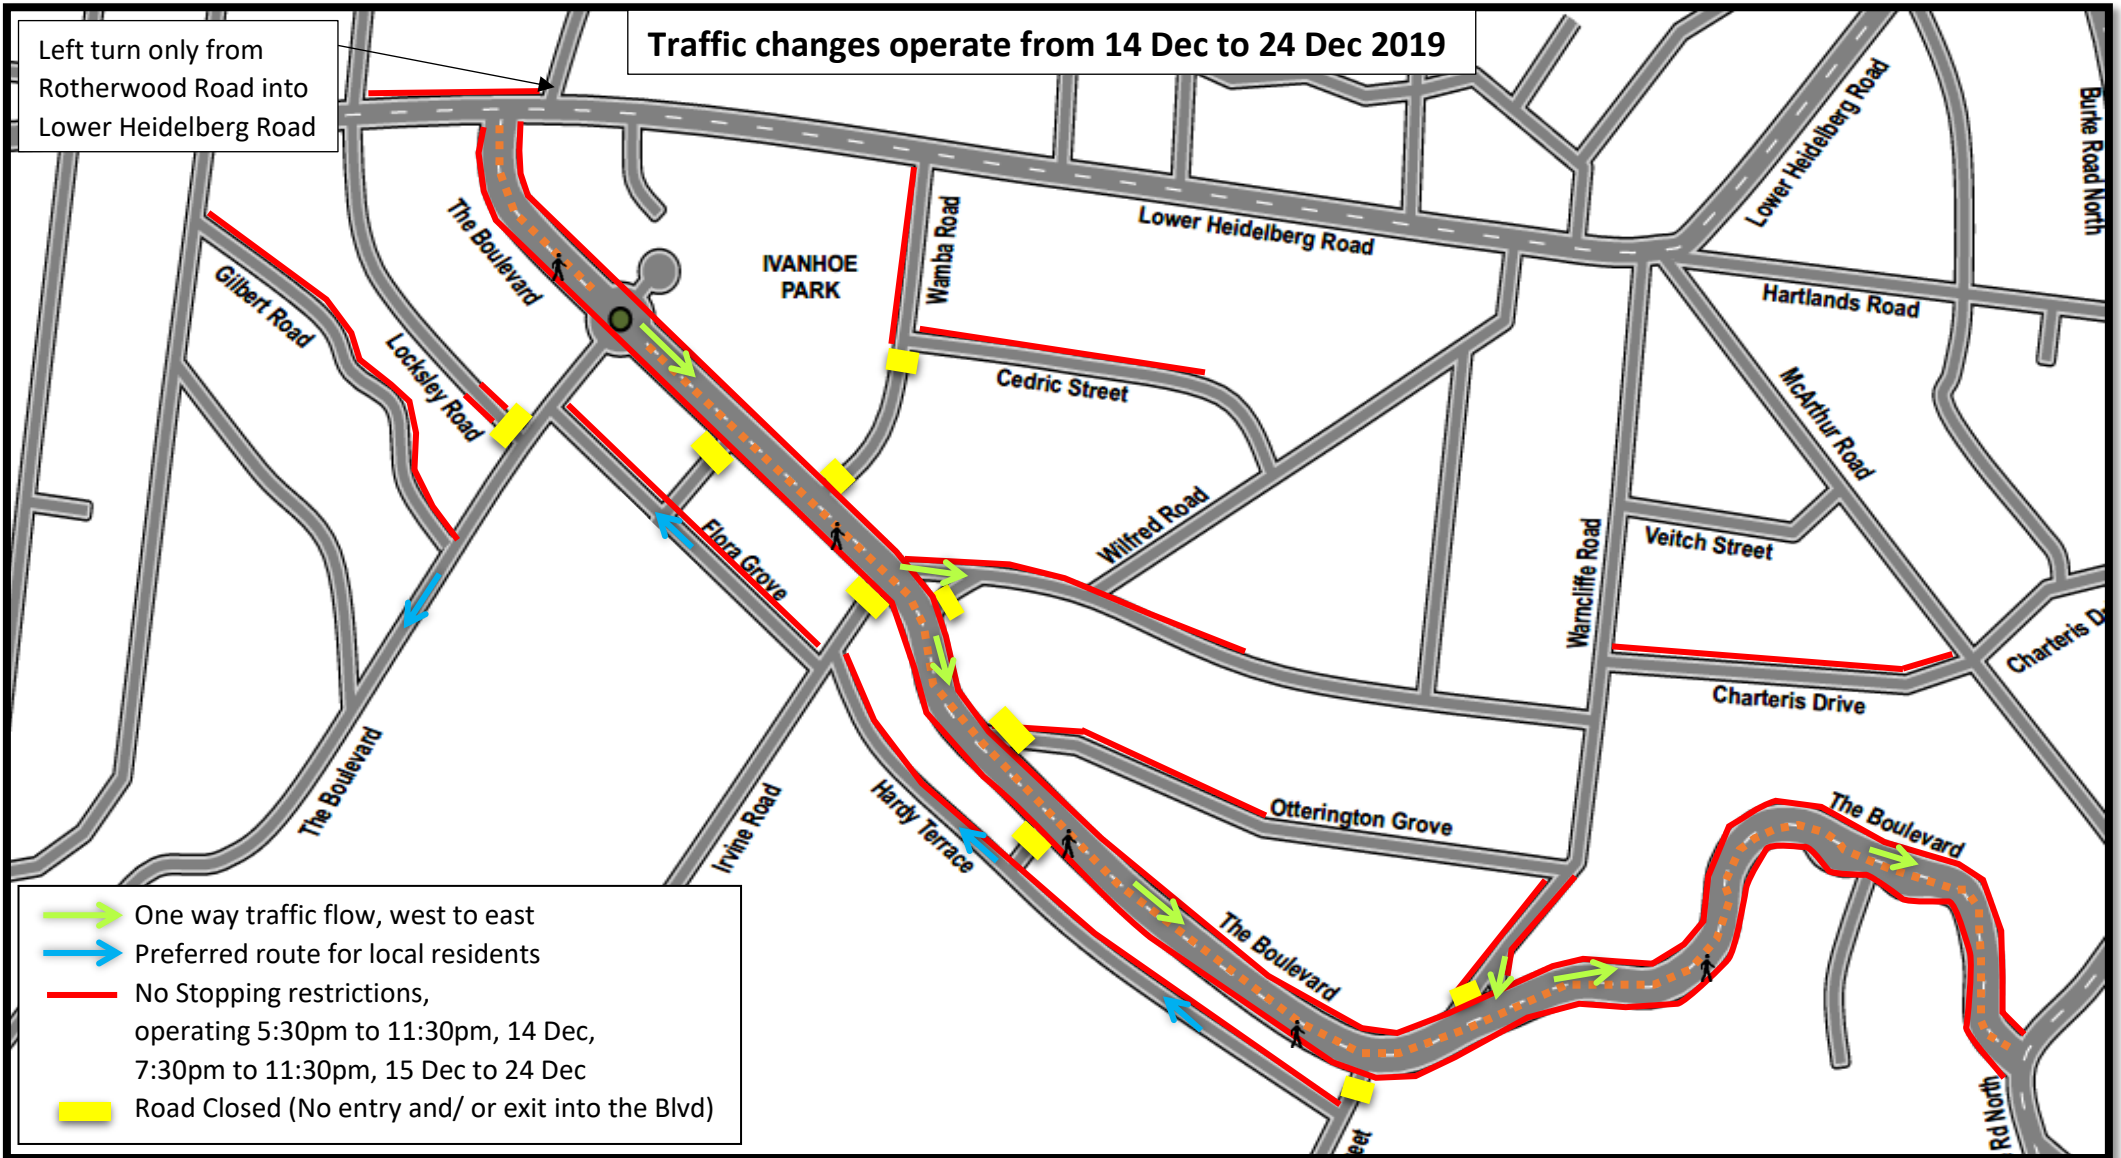 Left turn only from
Rotherwood Road into
Lower Heidelberg Road
Traffic changes operate from 14 Dec to 24 Dec 2019
Lower Heidelberg Road
Burke Road North
The Boulevard
IVANHOE
PARK
Wamba Road
Lower Heidelberg Road
Hartlands Road
Gilbert Road
Locksley Road
Cedric Street
McArthur Road
Flora Grove
Wilfred Road
Warncliffe Road
Veitch Street
Charteris D
Charteris Drive
The Boulevard
Irvine Road
Hardy Terrace
Otterington Grove
The Boulevard
The Boulevard
One way traffic flow, west to east
Preferred route for local residents
No Stopping restrictions,
operating 5:30pm to 11:30pm, 14 Dec,
7:30pm to 11:30pm, 15 Dec to 24 Dec
Road Closed (No entry and/ or exit into the Blvd)
eet
Rd North